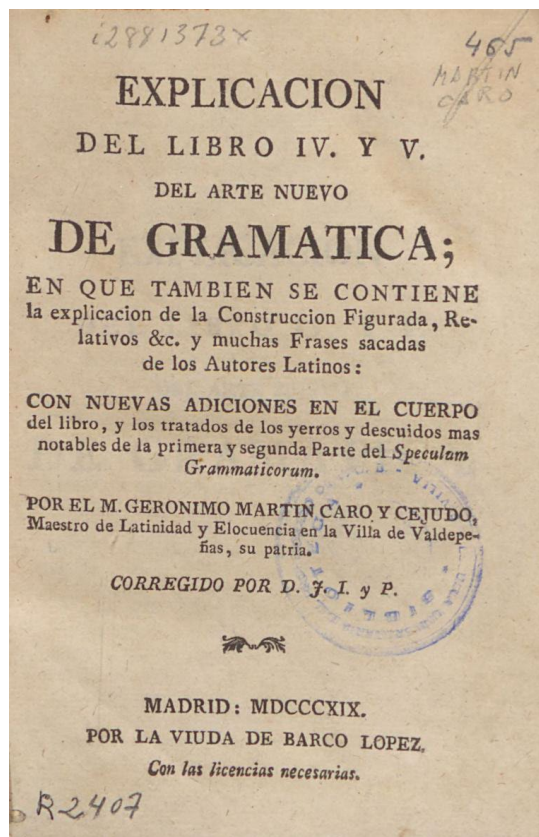 i2881373x
465
MARTIN
CARO
EXPLICACION
DEL LIBRO IV. Y V.
DEL ARTE NUEVO
DE GRAMATICA;
EN QUE TAMBIEN SE CONTIENE
la explicacion de la Construccion Figurada, Re-
lativos &c. y muchas Frases sacadas
de los Autores Latinos:
CON NUEVAS ADICIONES EN EL CUERPO
del libro, y los tratados de los yerros y descuidos mas
notables de la primera y segunda Parte del Speculum
Grammaticorum.
POR EL M. GERONIMO MARTIN CARO Y CEJUDO,
Maestro de Latinidad y Elocuencia en la Villa de Valdepe-
ñas, su patria.
CORREGIDO POR D. J. I. y P.
MADRID: MDCCCXIX.
POR LA VIUDA DE BARCO LOPEZ.
Con las licencias necesarias.
R2407